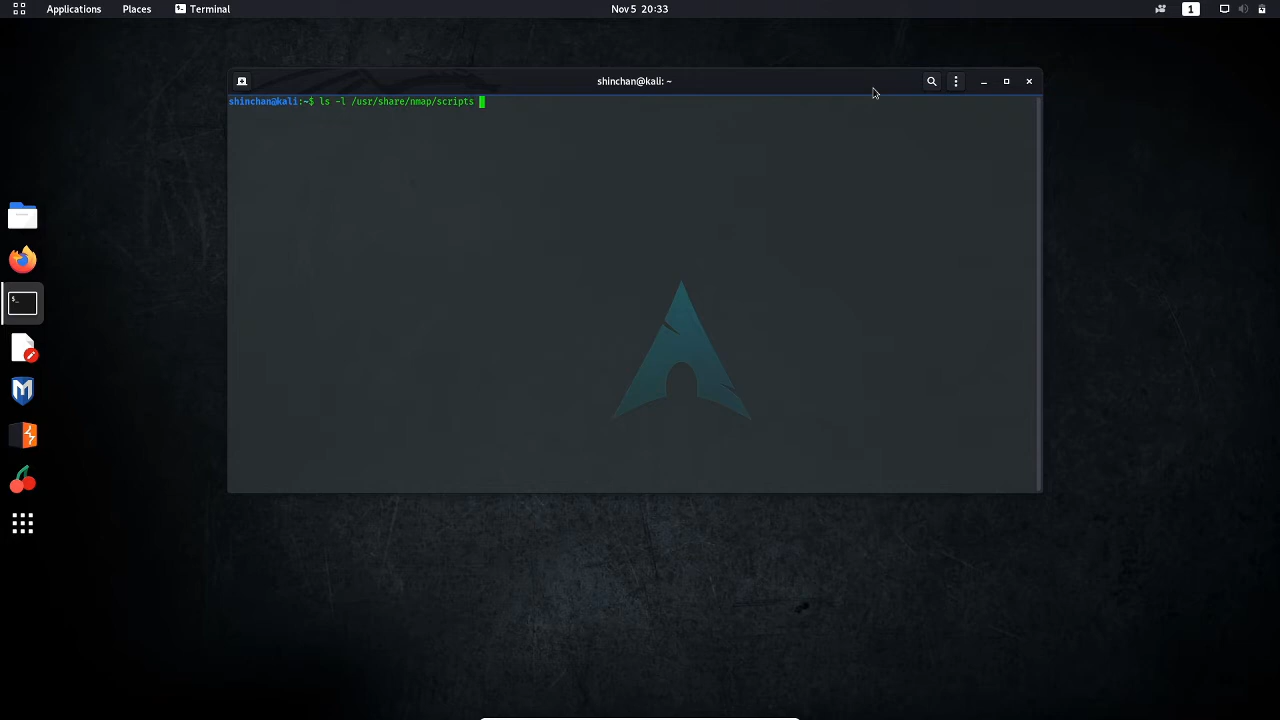 Applications Places Terminal Nov 5 20:33 1
shinchan@kali: ~
shinchan@kali:~$ ls -l /usr/share/nmap/scripts